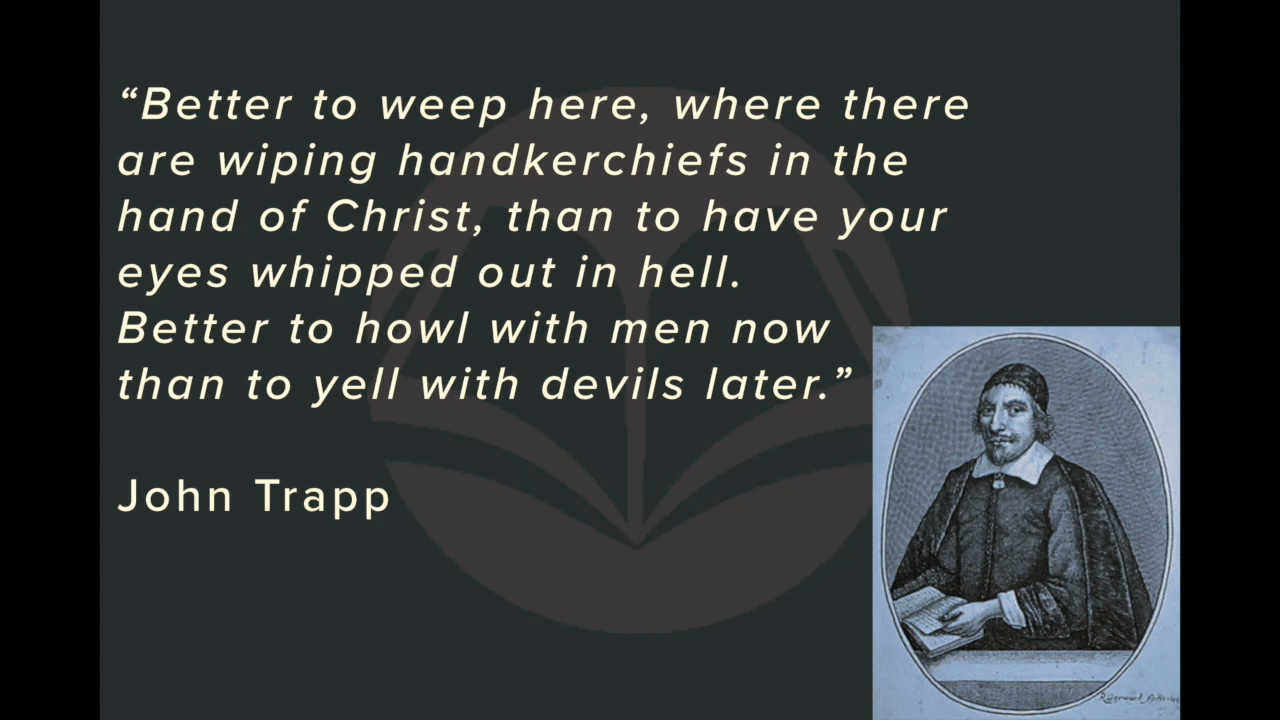 “Better to weep here, where there
are wiping handkerchiefs in the
hand of Christ, than to have your
eyes whipped out in hell.
Better to howl with men now
than to yell with devils later.”
John Trapp